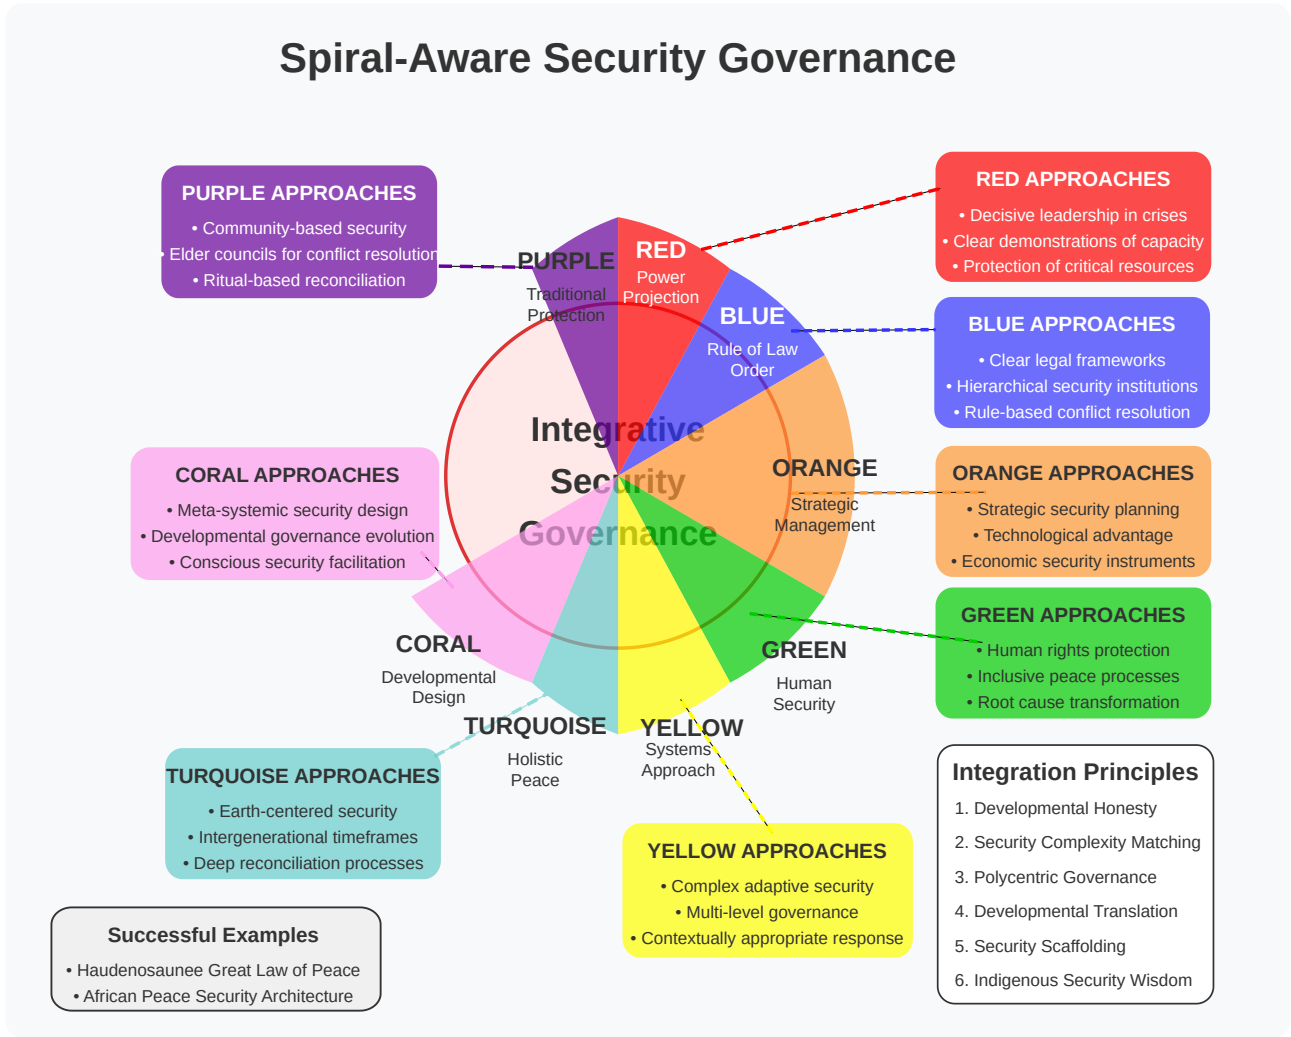 Spiral-Aware Security Governance
PURPLE APPROACHES
• Community-based security
• Elder councils for conflict resolution
• Ritual-based reconciliation
RED APPROACHES
• Decisive leadership in crises
• Clear demonstrations of capacity
• Protection of critical resources
PURPLE
Traditional
Protection
RED
Power
Projection
BLUE
Rule of Law
Order
BLUE APPROACHES
• Clear legal frameworks
• Hierarchical security institutions
• Rule-based conflict resolution
Integrative
Security
Governance
CORAL APPROACHES
• Meta-systemic security design
• Developmental governance evolution
• Conscious security facilitation
ORANGE
Strategic
Management
ORANGE APPROACHES
• Strategic security planning
• Technological advantage
• Economic security instruments
GREEN APPROACHES
• Human rights protection
• Inclusive peace processes
• Root cause transformation
CORAL
Developmental
Design
GREEN
Human
Security
TURQUOISE
Holistic
Peace
YELLOW
Systems
Approach
TURQUOISE APPROACHES
• Earth-centered security
• Intergenerational timeframes
• Deep reconciliation processes
YELLOW APPROACHES
• Complex adaptive security
• Multi-level governance
• Contextually appropriate response
Integration Principles
1. Developmental Honesty
2. Security Complexity Matching
3. Polycentric Governance
4. Developmental Translation
5. Security Scaffolding
6. Indigenous Security Wisdom
Successful Examples
• Haudenosaunee Great Law of Peace
• African Peace Security Architecture